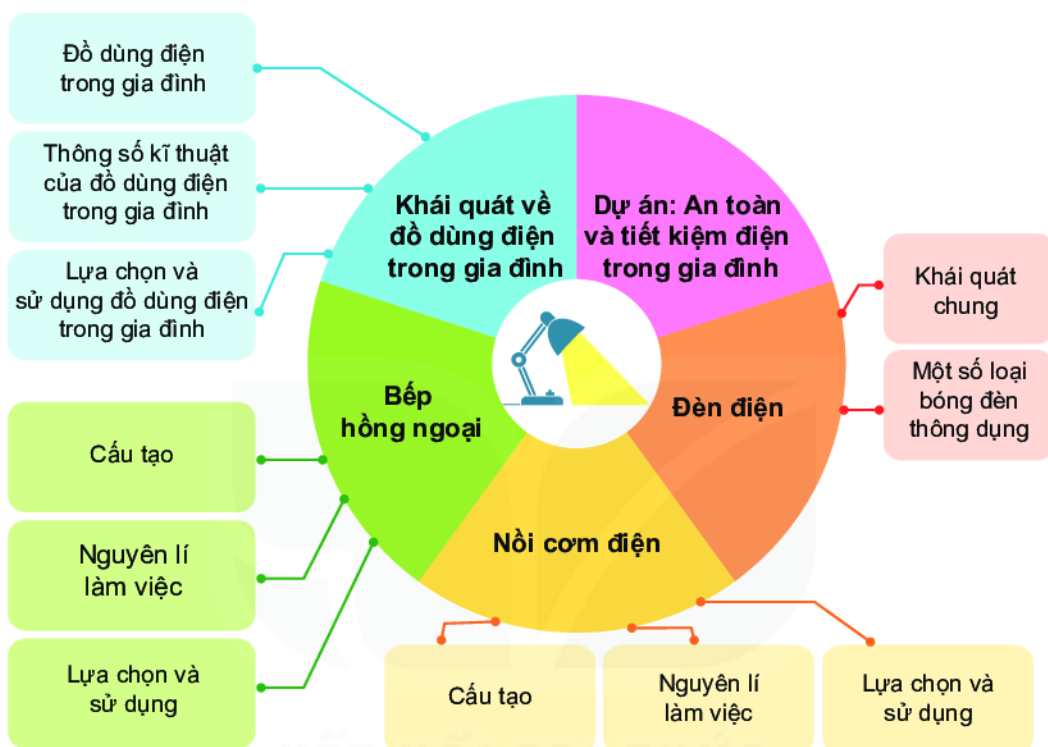 Đồ dùng điện
trong gia đình
Thông số kĩ thuật
của đồ dùng điện
trong gia đình
Lựa chọn và
sử dụng đồ dùng điện
trong gia đình
Khái quát về
đồ dùng điện
trong gia đình
Dự án: An toàn
và tiết kiệm điện
trong gia đình
Khái quát
chung
Một số loại
bóng đèn
thông dụng
Đèn điện
Bếp
hồng ngoại
Cấu tạo
Nguyên lí
làm việc
Lựa chọn và
sử dụng
Nồi cơm điện
Cấu tạo
Nguyên lí
làm việc
Lựa chọn và
sử dụng